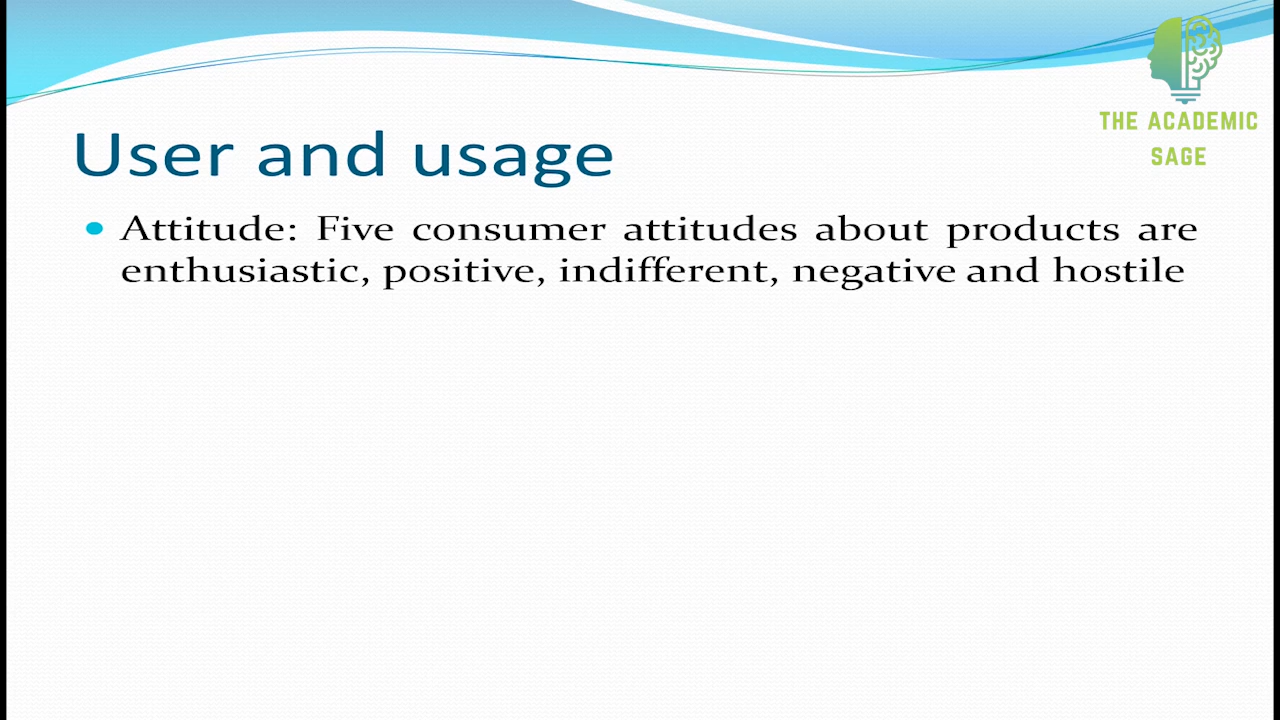 THE ACADEMIC
SAGE
User and usage
• Attitude: Five consumer attitudes about products are
enthusiastic, positive, indifferent, negative and hostile